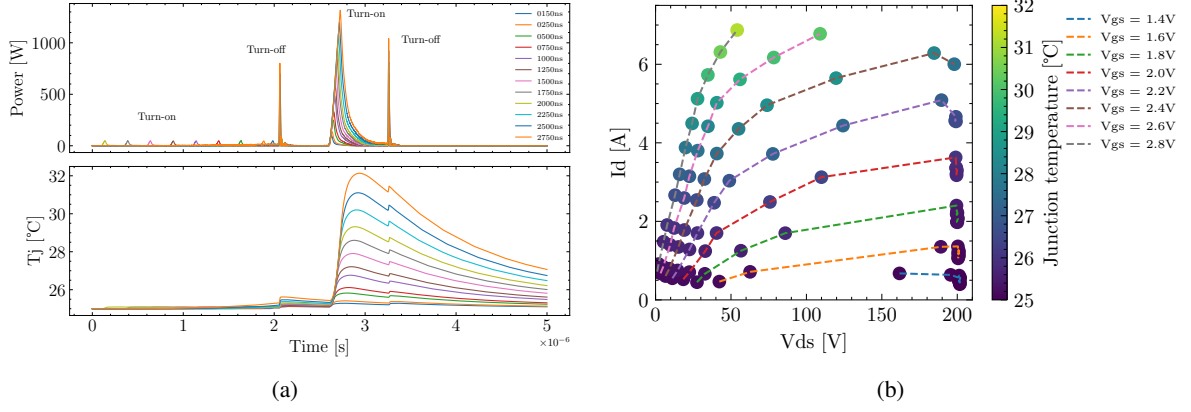 Power [W]
1000
500
0
Turn-on
Turn-off
Turn-on
Turn-off
0150ns
0250ns
0500ns
0750ns
1000ns
1250ns
1500ns
1750ns
2000ns
2250ns
2500ns
2750ns
Tj [℃]
32
30
28
26
0
1
2
3
4
5
×10⁻⁶
Time [s]
(a)
Id [A]
6
4
2
0
0
50
100
150
200
Vds [V]
32
31
30
29
28
27
26
25
Junction temperature [℃]
Vgs = 1.4V
Vgs = 1.6V
Vgs = 1.8V
Vgs = 2.0V
Vgs = 2.2V
Vgs = 2.4V
Vgs = 2.6V
Vgs = 2.8V
(b)